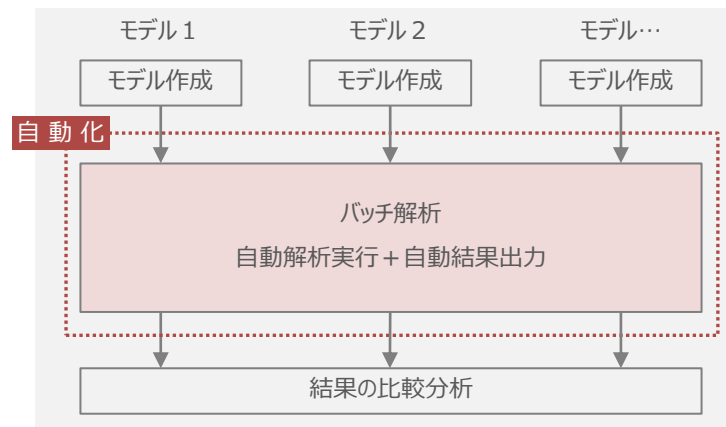 モデル 1
モデル 2
モデル…
モデル作成
モデル作成
モデル作成
自動化
バッチ解析
自動解析実行＋自動結果出力
結果の比較分析